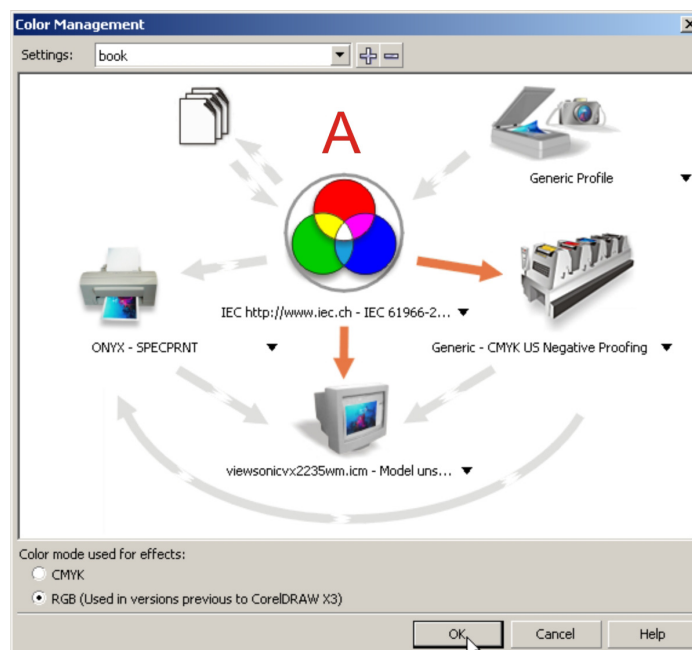 Color Management
Settings: book
A
Generic Profile
IEC http://www.iec.ch - IEC 61966-2...
ONYX - SPECPRNT
Generic - CMYK US Negative Proofing
viewsonicvx2235wm.icm - Model uns...
Color mode used for effects:
CMYK
RGB (Used in versions previous to CorelDRAW X3)
OK Cancel Help